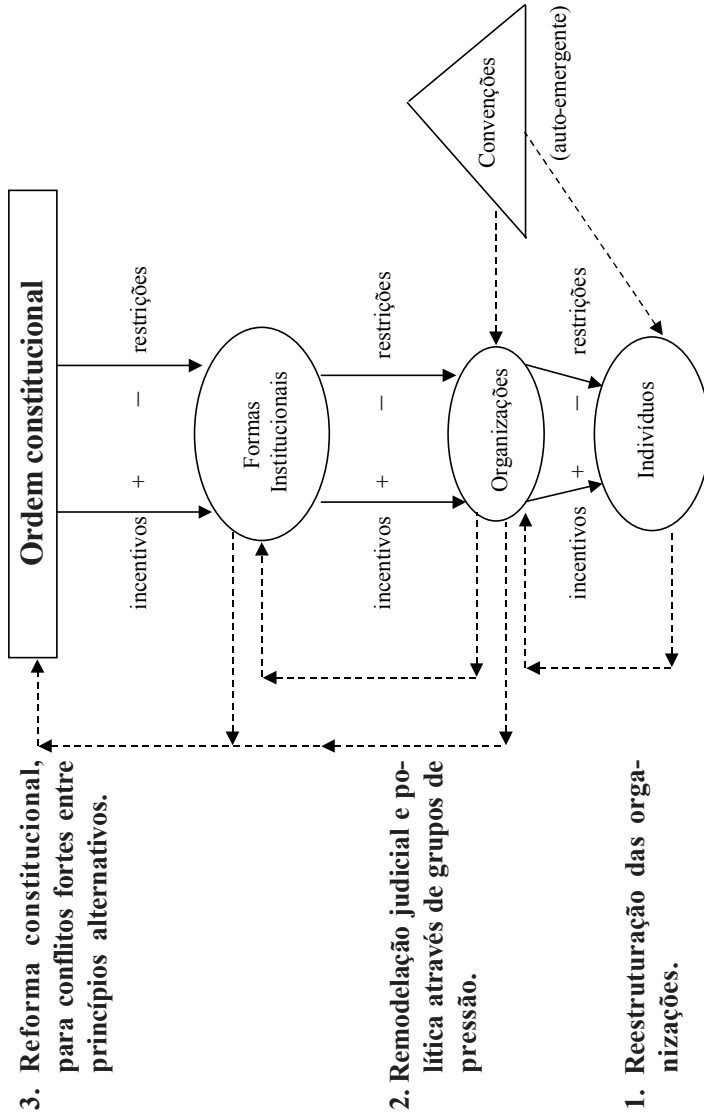 Ordem constitucional
incentivos + − restrições
Formas
Institucionais
incentivos + − restrições
Organizações
Convenções
(auto-emergente)
incentivos + − restrições
Indivíduos
3. Reforma constitucional,
para conflitos fortes entre
princípios alternativos.
2. Remodelação judicial e po-
lítica através de grupos de
pressão.
1. Reestruturação das orga-
nizações.